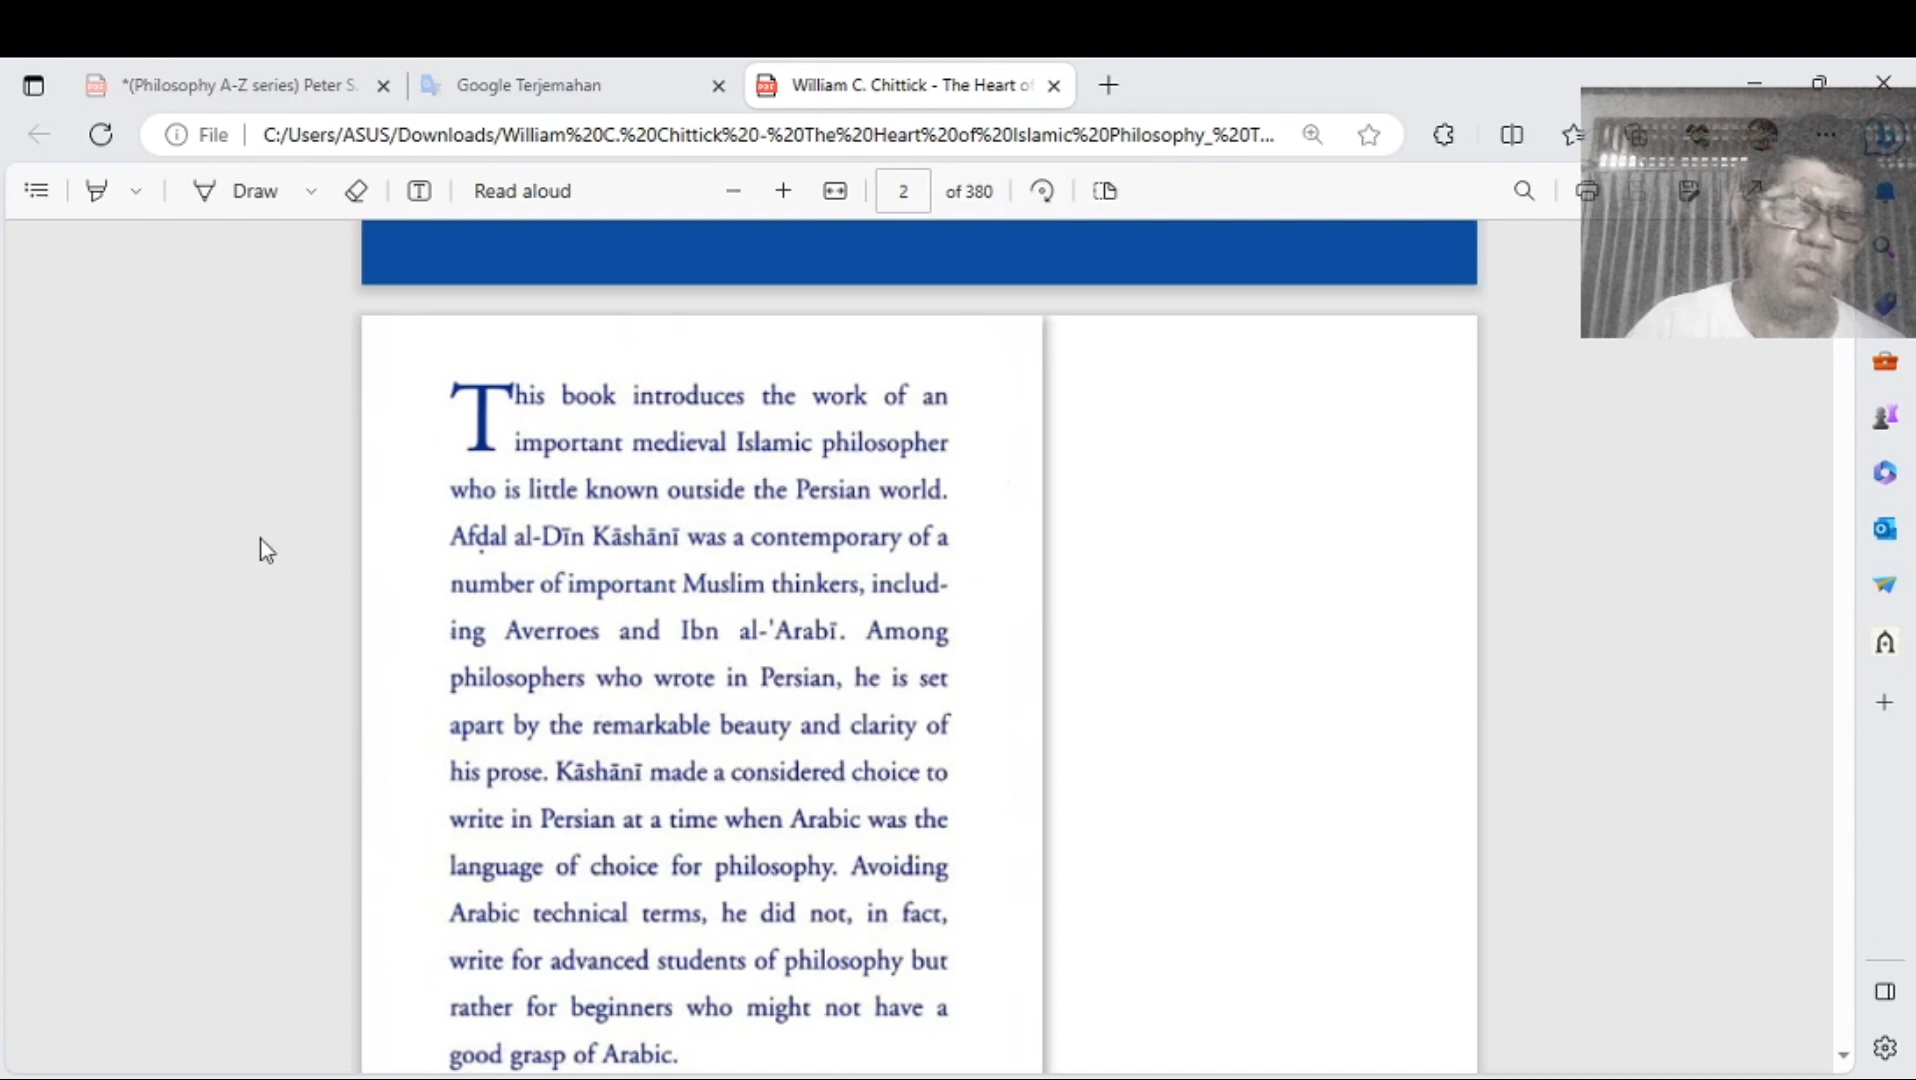 *(Philosophy A-Z series) Peter S.
Google Terjemahan
William C. Chittick - The Heart of
File
C:/Users/ASUS/Downloads/William%20C.%20Chittick%20-%20The%20Heart%20of%20Islamic%20Philosophy_%20T...
Draw
Read aloud
2
of 380
This book introduces the work of an
important medieval Islamic philosopher
who is little known outside the Persian world.
Afḍal al-Dīn Kāshānī was a contemporary of a
number of important Muslim thinkers, includ-
ing Averroes and Ibn al-'Arabī. Among
philosophers who wrote in Persian, he is set
apart by the remarkable beauty and clarity of
his prose. Kāshānī made a considered choice to
write in Persian at a time when Arabic was the
language of choice for philosophy. Avoiding
Arabic technical terms, he did not, in fact,
write for advanced students of philosophy but
rather for beginners who might not have a
good grasp of Arabic.